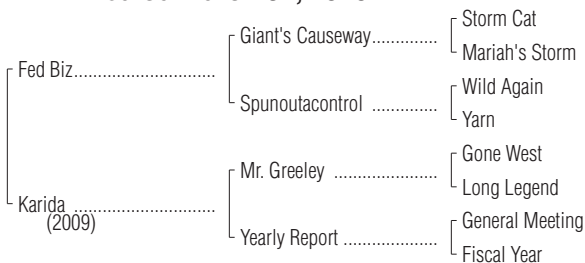 Storm Cat
Giant's Causeway..............
Mariah's Storm
Fed Biz..............................
Wild Again
Spunoutacontrol ..............
Yarn
Gone West
Mr. Greeley ......................
Long Legend
Karida ..............................
(2009)
General Meeting
Yearly Report ....................
Fiscal Year